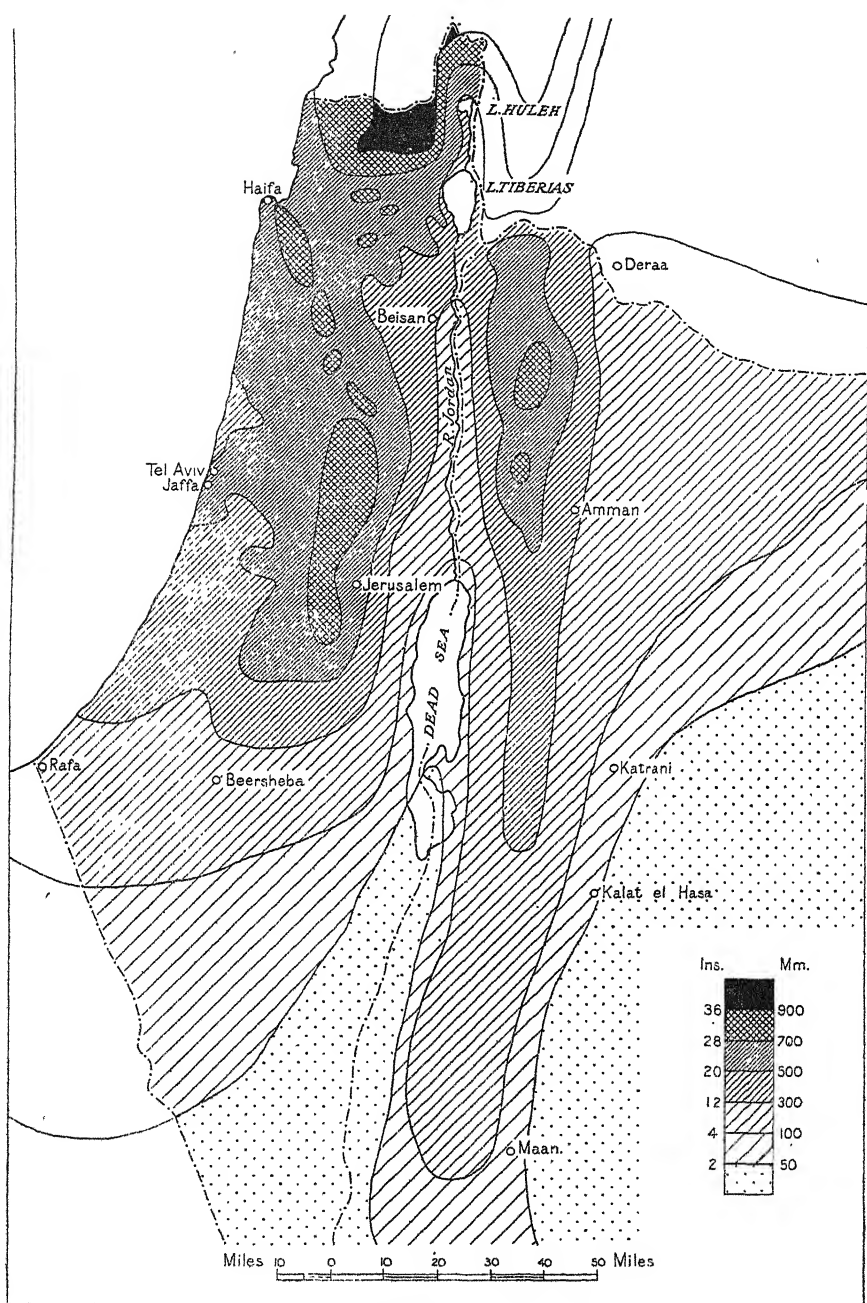 L. HULEH
L. TIBERIAS
Haifa
Deraa
Beisan
R. Jordan
Tel Aviv
Jaffa
Amman
Jerusalem
DEAD SEA
Rafa
Beersheba
Katrani
Kalat el Hasa
Ins. Mm.
36 900
28 700
20 500
12 300
4 100
2 50
Maan
Miles 10 0 10 20 30 40 50 Miles